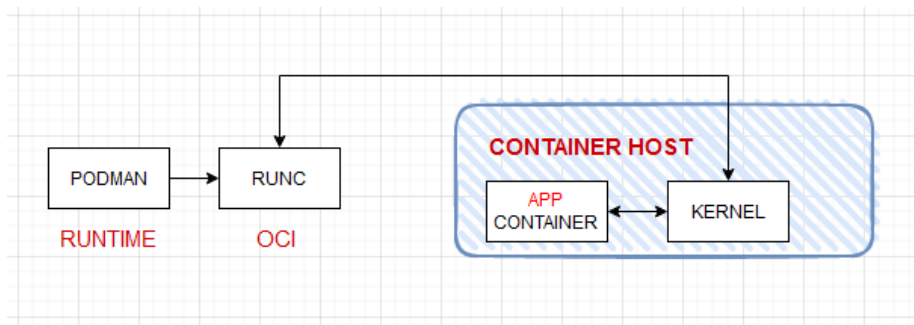 CONTAINER HOST
PODMAN
RUNC
APP
CONTAINER
KERNEL
RUNTIME
OCI